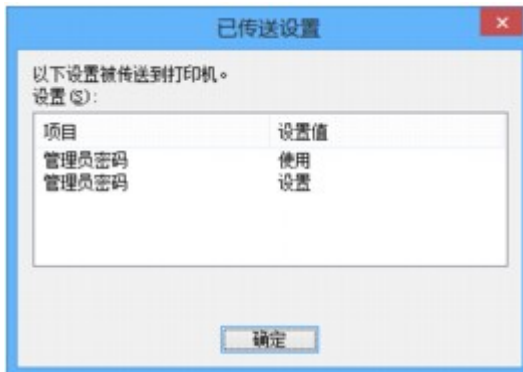 已传送设置
以下设置被传送到打印机。
设置(S):
项目 设置值
管理员密码 使用
管理员密码 设置
确定